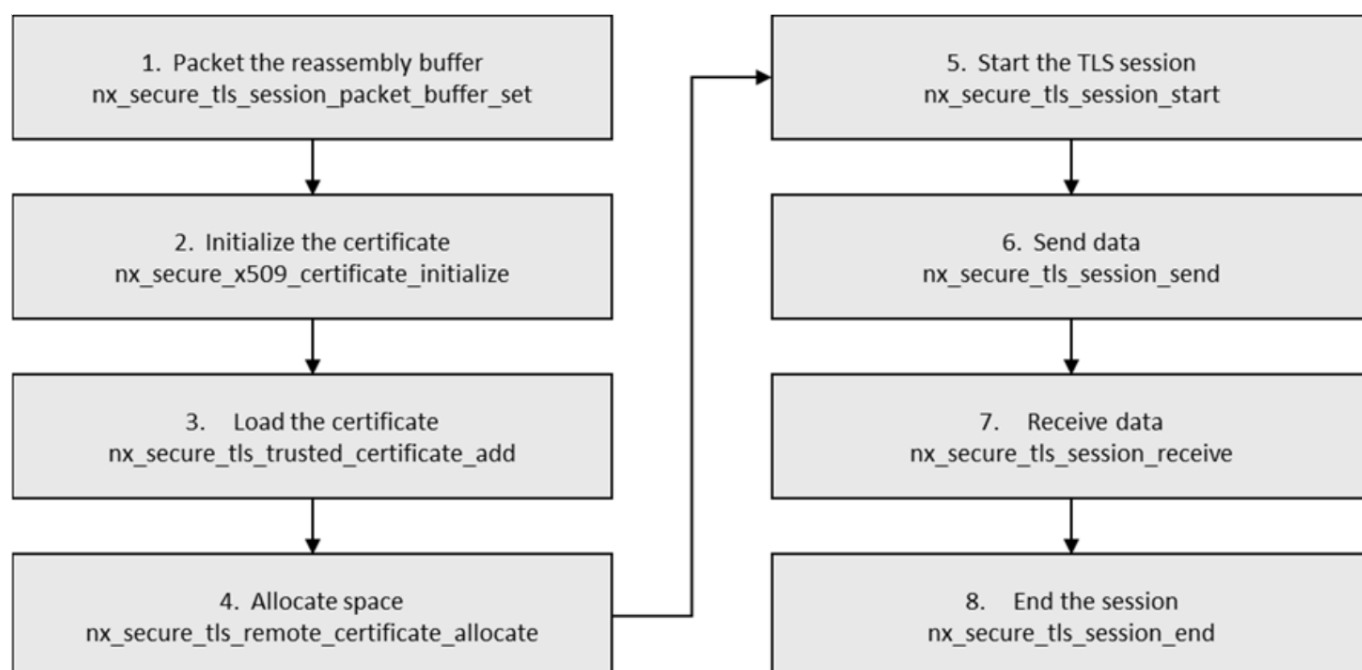 1. Packet the reassembly buffer
nx_secure_tls_session_packet_buffer_set
2. Initialize the certificate
nx_secure_x509_certificate_initialize
3. Load the certificate
nx_secure_tls_trusted_certificate_add
4. Allocate space
nx_secure_tls_remote_certificate_allocate
5. Start the TLS session
nx_secure_tls_session_start
6. Send data
nx_secure_tls_session_send
7. Receive data
nx_secure_tls_session_receive
8. End the session
nx_secure_tls_session_end